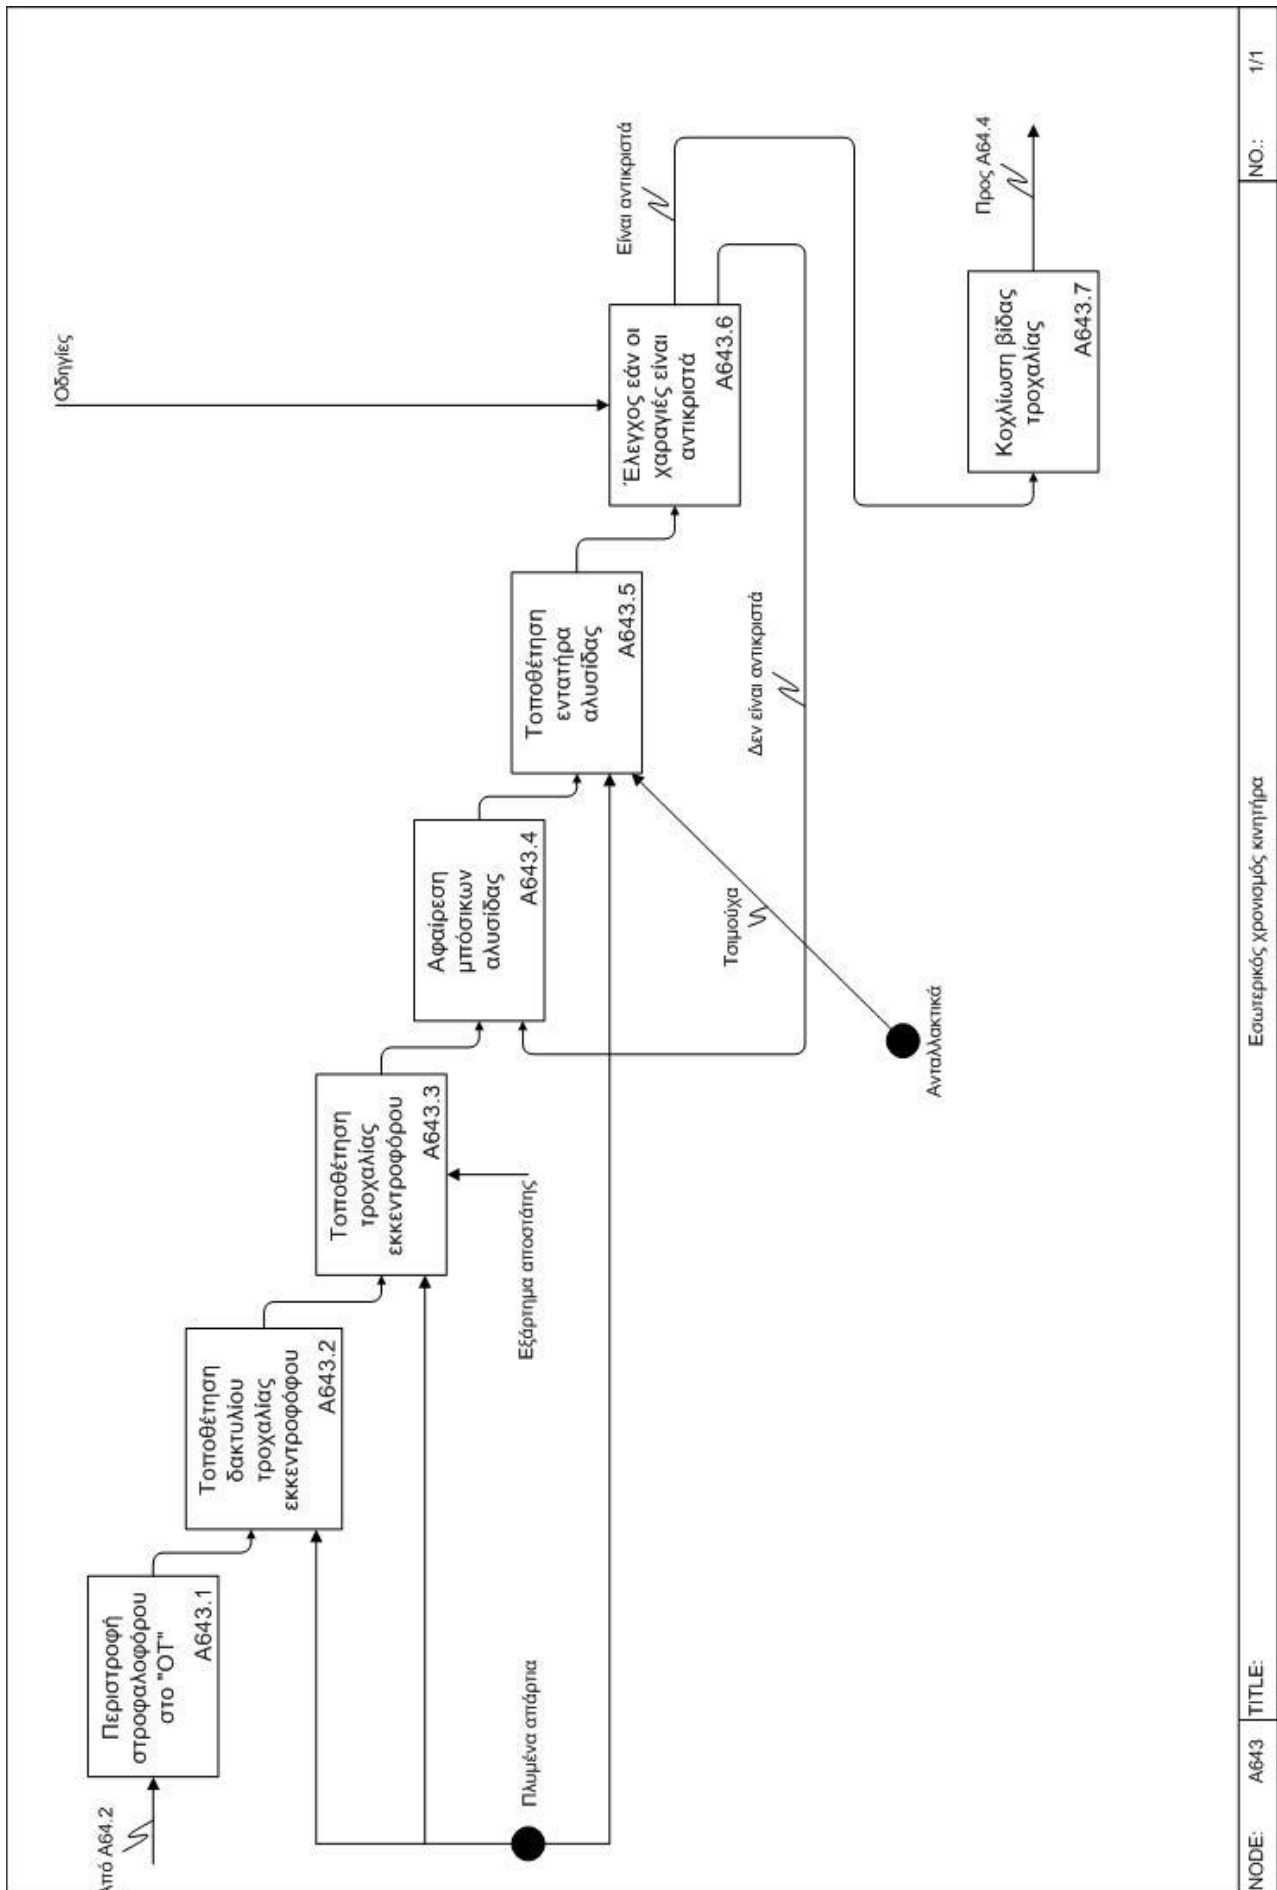 Από A64.2
Περιστροφή
στροφαλοφόρου
στο "OT"
A643.1
Τοποθέτηση
δακτυλίου
τροχαλίας
εκκεντροφόφου
A643.2
Πλυμένα απάρτια
Τοποθέτηση
τροχαλίας
εκκεντροφόρου
A643.3
Εξάρτημα αποστάτης
Αφαίρεση
μπόσικων
αλυσίδας
A643.4
Τοποθέτηση
εντατήρα
αλυσίδας
A643.5
Τσιμούχα
Ανταλλακτικά
Οδηγίες
Έλεγχος εάν οι
χαραγιές είναι
αντικριστά
A643.6
Είναι αντικριστά
Δεν είναι αντικριστά
Κοχλίωση βίδας
τροχαλίας
A643.7
Προς A64.4
NODE: A643
TITLE: Εσωτερικός χρονισμός κινητήρα
NO.: 1/1